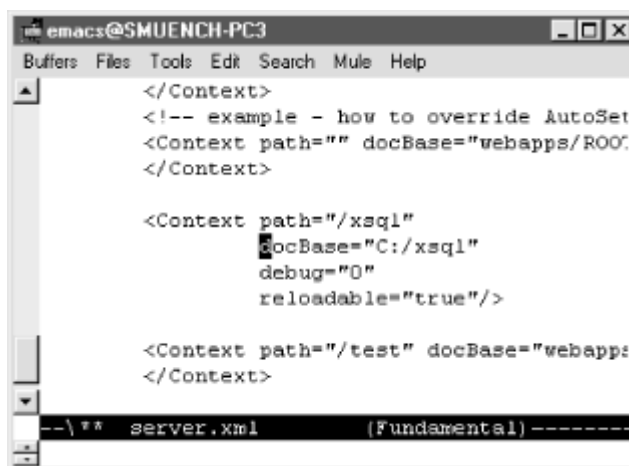 emacs@SMUENCH-PC3
Buffers Files Tools Edit Search Mule Help
</Context>
<!-- example - how to override AutoSet
<Context path="" docBase="webapps/ROOT
</Context>
<Context path="/xsql"
docBase="C:/xsql"
debug="0"
reloadable="true"/>
<Context path="/test" docBase="webapps
</Context>
--\** server.xml (Fundamental)--------